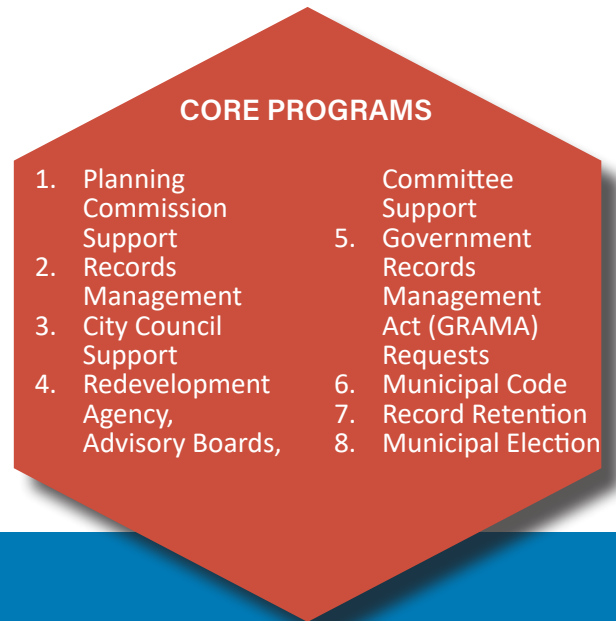 CORE PROGRAMS
1. Planning
Commission
Support
2. Records
Management
3. City Council
Support
4. Redevelopment
Agency,
Advisory Boards,
Committee
Support
5. Government
Records
Management
Act (GRAMA)
Requests
6. Municipal Code
7. Record Retention
8. Municipal Election